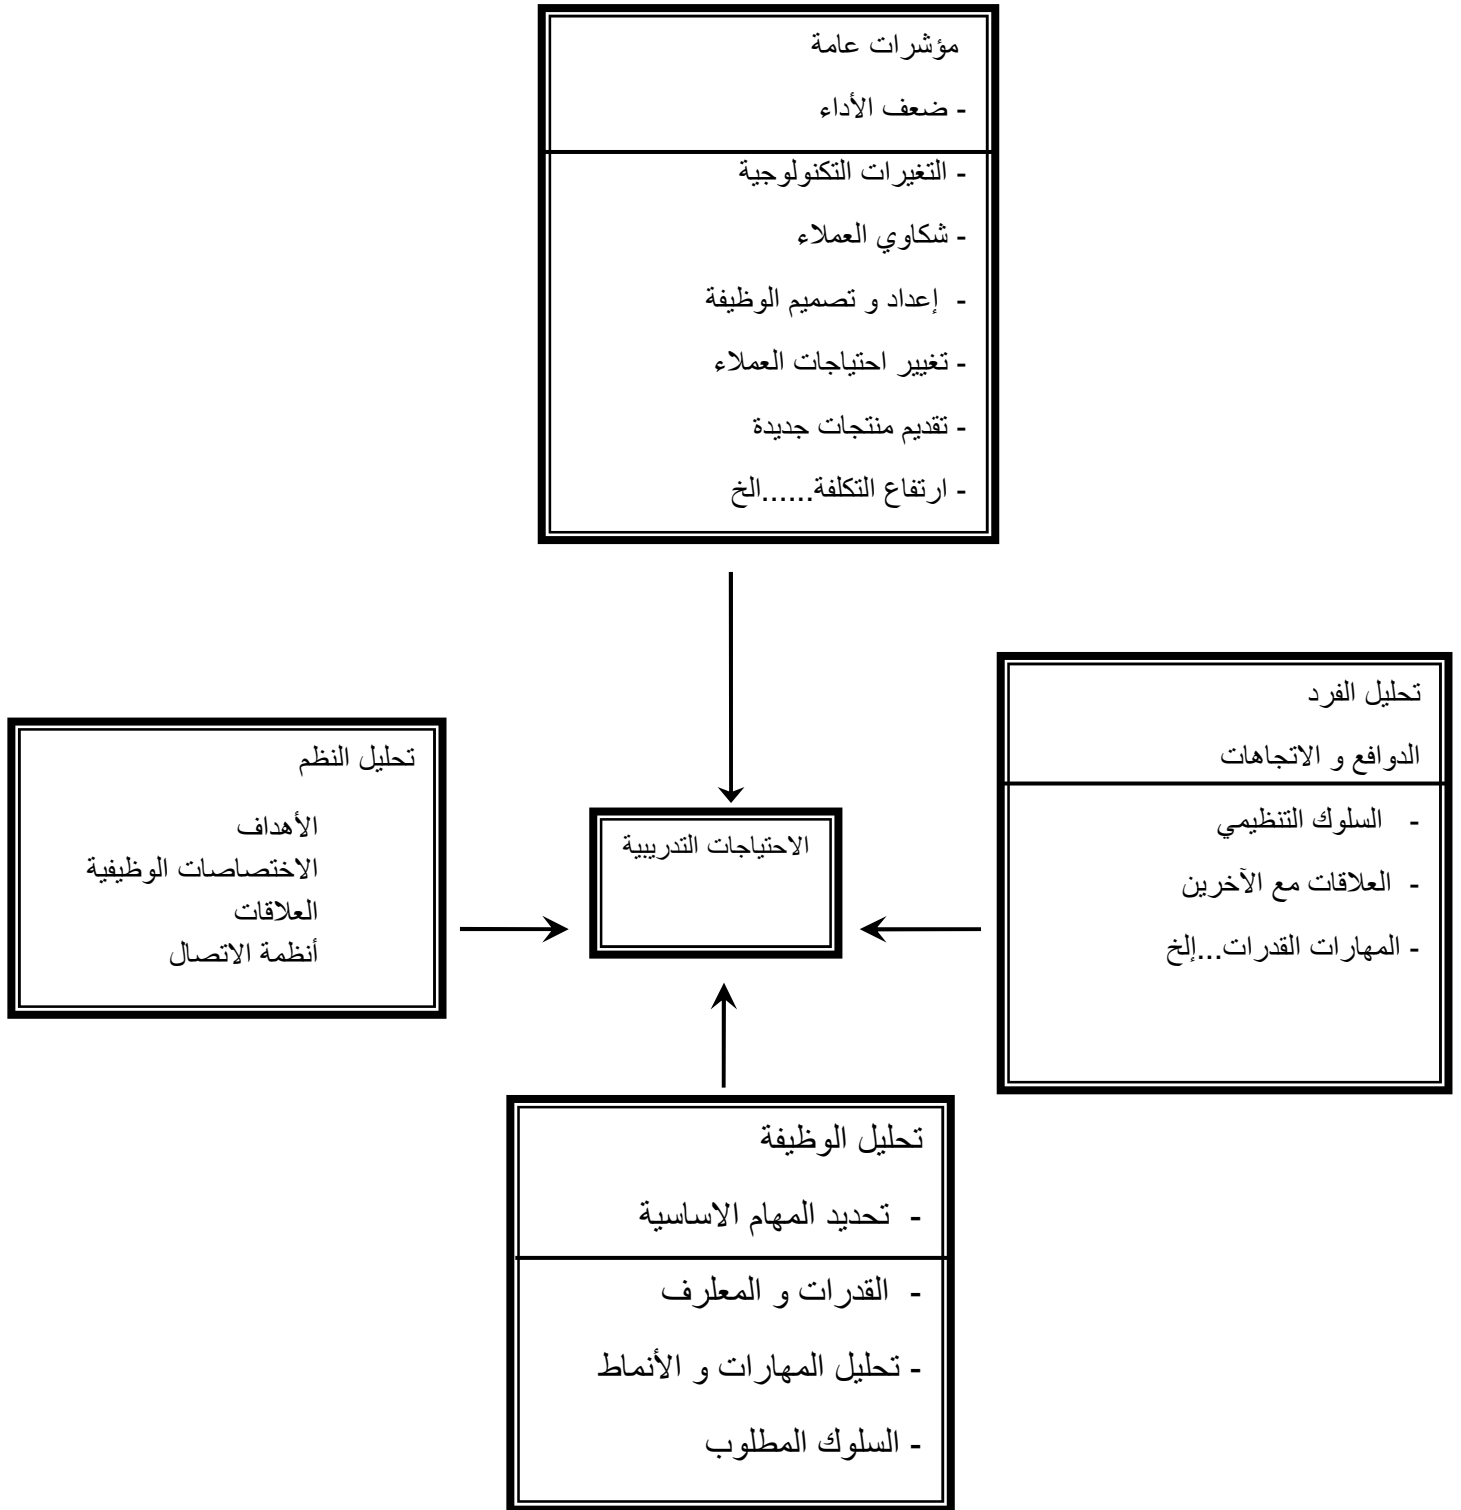 مؤشرات عامة
- ضعف الأداء
- التغيرات التكنولوجية
- شكاوي العملاء
- إعداد و تصميم الوظيفة
- تغيير احتياجات العملاء
- تقديم منتجات جديدة
- ارتفاع التكلفة......الخ
تحليل الفرد
الدوافع و الاتجاهات
- السلوك التنظيمي
- العلاقات مع الآخرين
- المهارات القدرات...إلخ
الاحتياجات التدريبية
تحليل النظم
الأهداف
الاختصاصات الوظيفية
العلاقات
أنظمة الاتصال
تحليل الوظيفة
- تحديد المهام الاساسية
- القدرات و المعلرف
- تحليل المهارات و الأنماط
- السلوك المطلوب